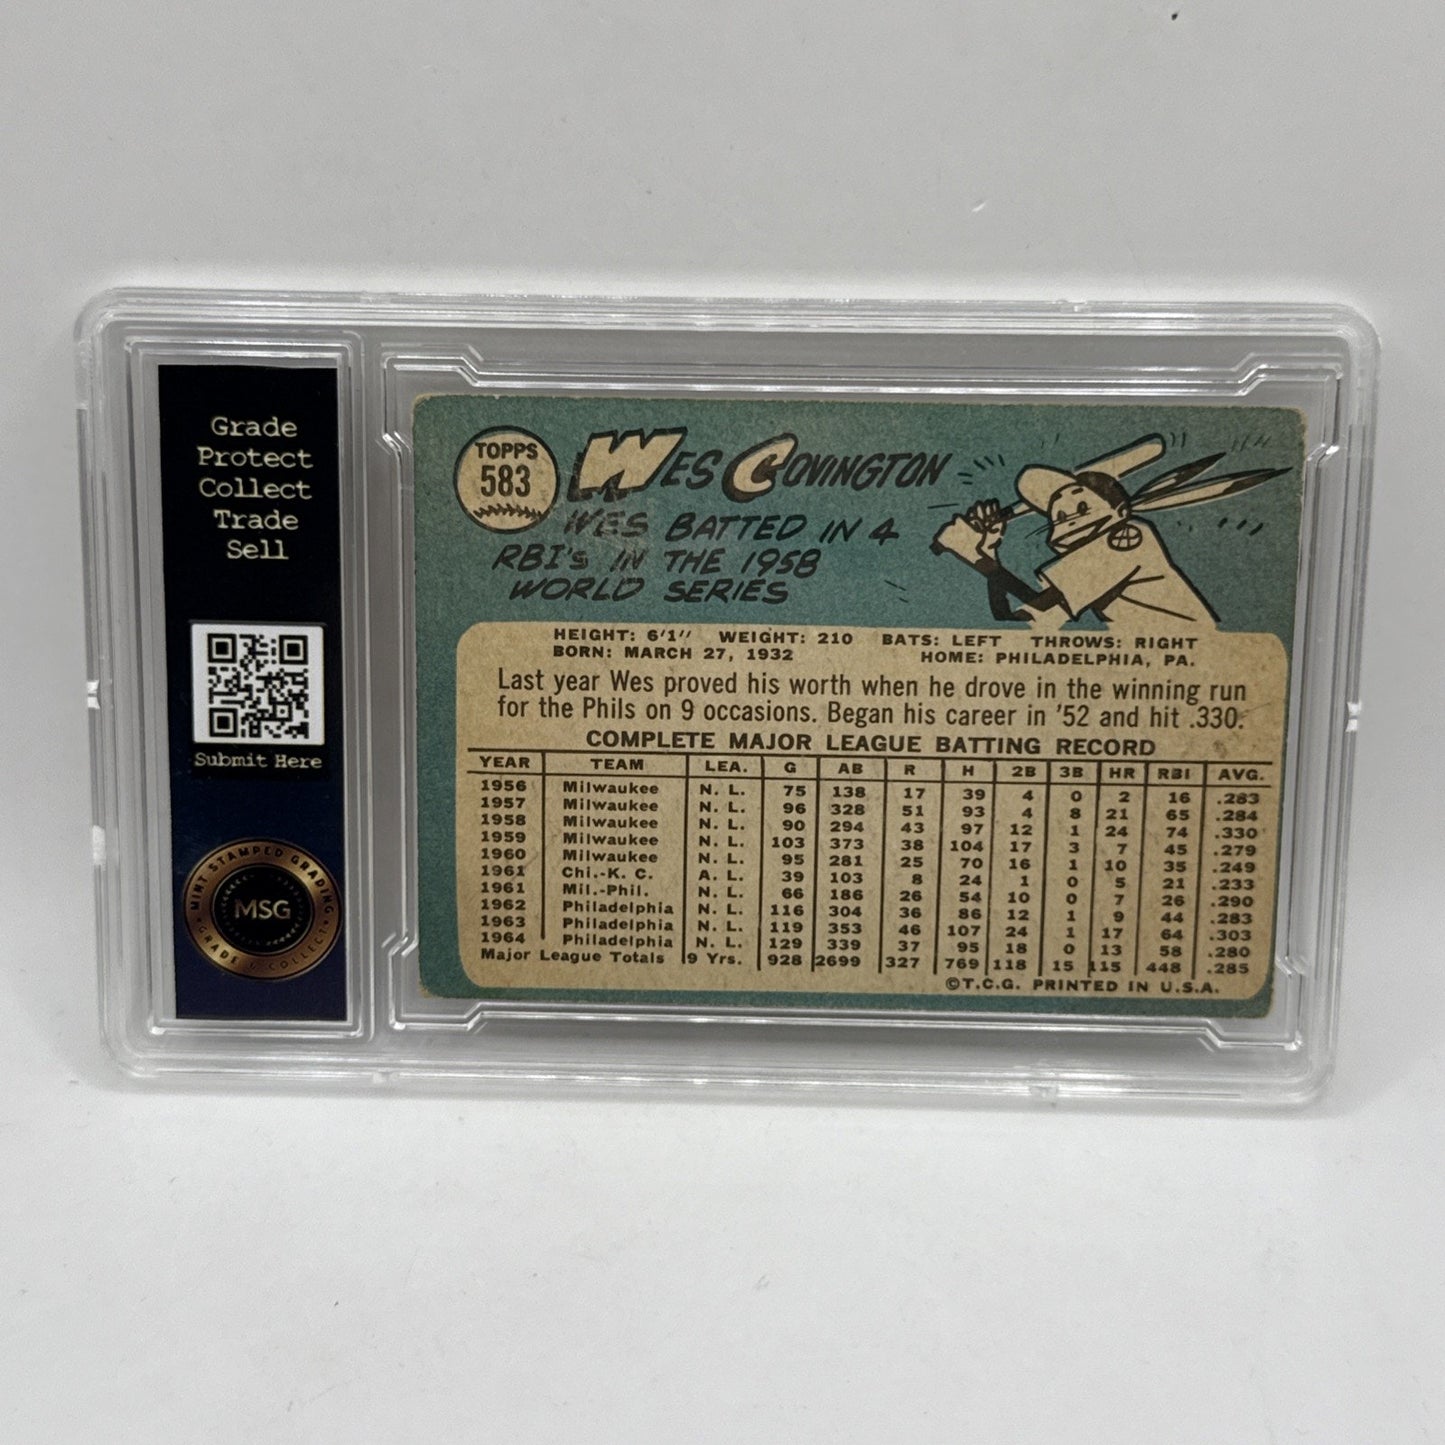 Grade
Protect
Collect
Trade
Sell
Submit Here
MINT STAMPED GRADING
MSG
GRADE & COLLECT
TOPPS
583
WES COVINGTON
WES BATTED IN 4
RBI'S IN THE 1958
WORLD SERIES
HEIGHT: 6'1" WEIGHT: 210 BATS: LEFT THROWS: RIGHT
BORN: MARCH 27, 1932 HOME: PHILADELPHIA, PA.
Last year Wes proved his worth when he drove in the winning run
for the Phils on 9 occasions. Began his career in '52 and hit .330.
COMPLETE MAJOR LEAGUE BATTING RECORD
YEAR TEAM LEA. G AB R H 2B 3B HR RBI AVG.
1956 Milwaukee N. L. 75 138 17 39 4 0 2 16 .283
1957 Milwaukee N. L. 96 328 51 93 4 8 21 65 .284
1958 Milwaukee N. L. 90 294 43 97 12 1 24 74 .330
1959 Milwaukee N. L. 103 373 38 104 17 3 7 45 .279
1960 Milwaukee N. L. 95 281 25 70 16 1 10 35 .249
1961 Chi.-K. C. A. L. 39 103 8 24 1 0 5 21 .233
1961 Mil.-Phil. N. L. 66 186 26 54 10 0 7 26 .290
1962 Philadelphia N. L. 116 304 36 86 12 1 9 44 .283
1963 Philadelphia N. L. 119 353 46 107 24 1 17 64 .303
1964 Philadelphia N. L. 129 339 37 95 18 0 13 58 .280
Major League Totals 9 Yrs. 928 2699 327 769 118 15 115 448 .285
©T.C.G. PRINTED IN U.S.A.